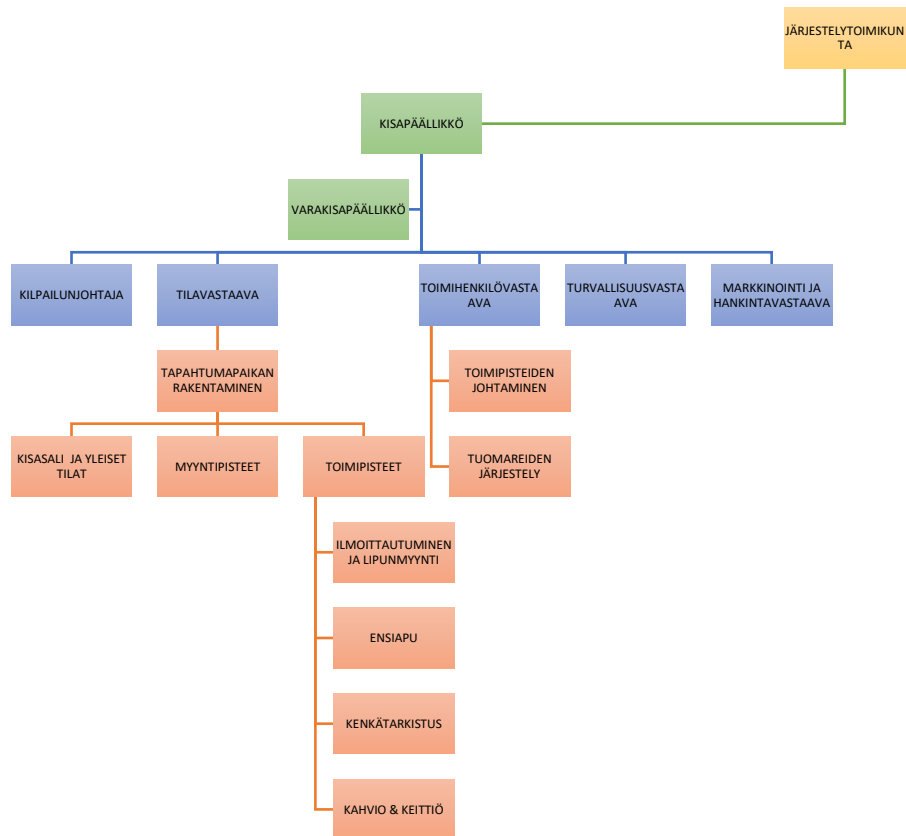 JÄRJESTELYTOIMIKUN
TA
KISAPÄÄLLIKKÖ
VARAKISAPÄÄLLIKKÖ
KILPAILUNJOHTAJA
TILAVASTAAVA
TOIMIHENKILÖVASTA
AVA
TURVALLISUUSVASTA
AVA
MARKKINOINTI JA
HANKINTAVASTAAVA
TAPAHTUMAPAIKAN
RAKENTAMINEN
TOIMIPISTEIDEN
JOHTAMINEN
KISASALI JA YLEISET
TILAT
MYYNTIPISTEET
TOIMIPISTEET
TUOMAREIDEN
JÄRJESTELY
ILMOITTAUTUMINEN
JA LIPUNMYYNTI
ENSIAPU
KENKÄTARKISTUS
KAHVIO & KEITTIÖ